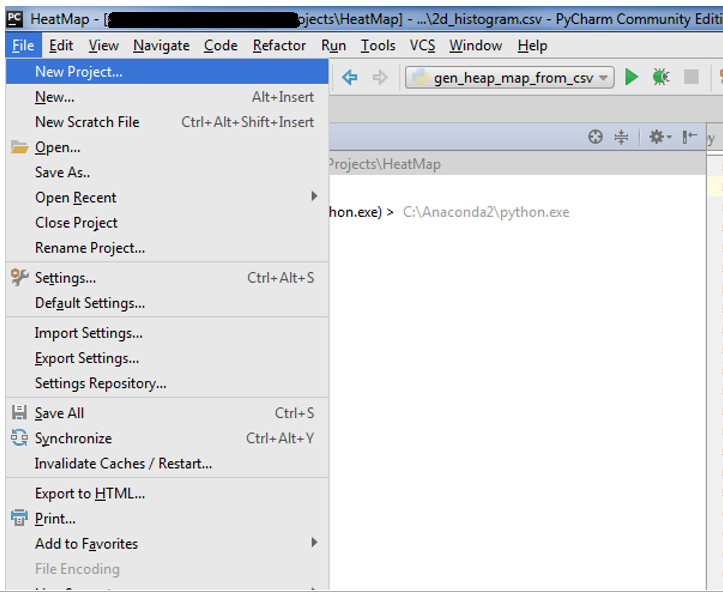 PC HeatMap - [ ojects\HeatMap] - ...\2d_histogram.csv - PyCharm Community Editi
File Edit View Navigate Code Refactor Run Tools VCS Window Help
New Project...
gen_heap_map_from_csv
New... Alt+Insert
New Scratch File Ctrl+Alt+Shift+Insert
Open...
y
Save As..
Projects\HeatMap
Open Recent
hon.exe) > C:\Anaconda2\python.exe
Close Project
Rename Project...
Settings... Ctrl+Alt+S
Default Settings...
Import Settings...
Export Settings...
Settings Repository...
Save All Ctrl+S
Synchronize Ctrl+Alt+Y
Invalidate Caches / Restart...
Export to HTML...
Print...
Add to Favorites
File Encoding